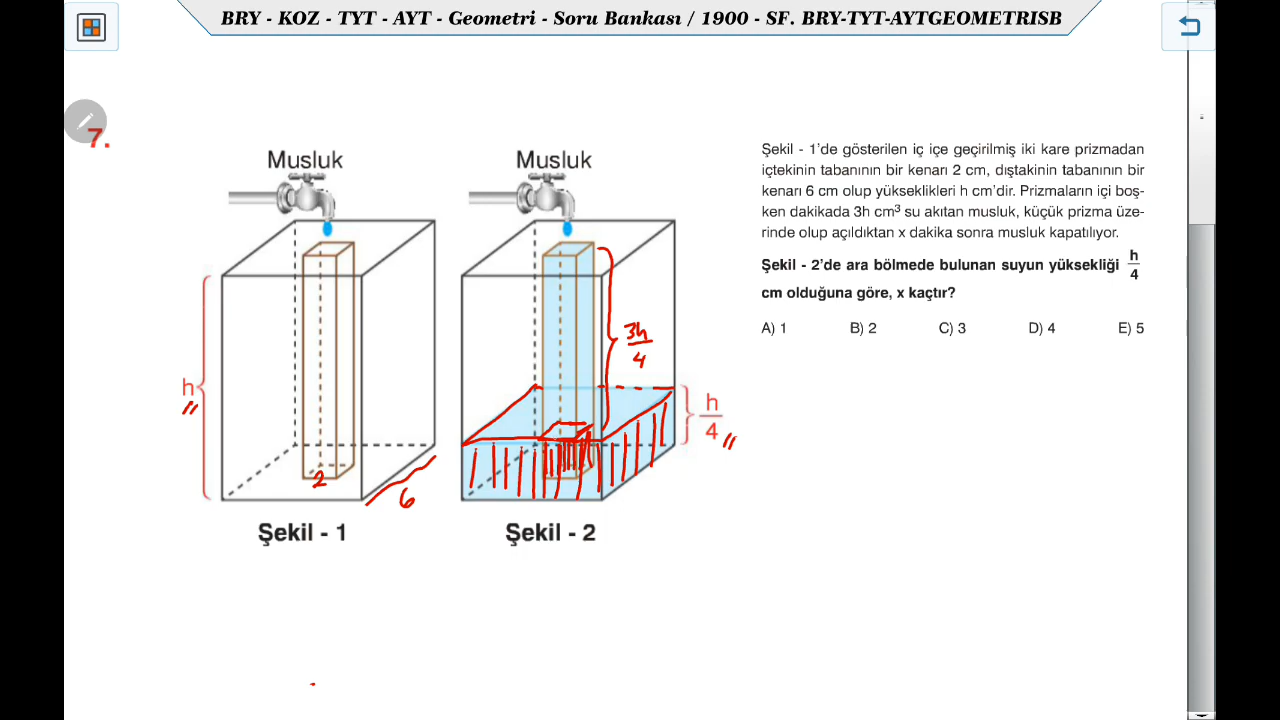 BRY - KOZ - TYT - AYT - Geometri - Soru Bankası / 1900 - SF. BRY-TYT-AYTGEOMETRISB
7.
Musluk
Musluk
Şekil - 1'de gösterilen iç içe geçirilmiş iki kare prizmadan
içtekinin tabanının bir kenarı 2 cm, dıştakinin tabanının bir
kenarı 6 cm olup yükseklikleri h cm'dir. Prizmaların içi boş-
ken dakikada 3h cm³ su akıtan musluk, küçük prizma üze-
rinde olup açıldıktan x dakika sonra musluk kapatılıyor.
Şekil - 2'de ara bölmede bulunan suyun yüksekliği h/4
cm olduğuna göre, x kaçtır?
A) 1 B) 2 C) 3 D) 4 E) 5
3h/4
h
h/4
2
6
Şekil - 1
Şekil - 2